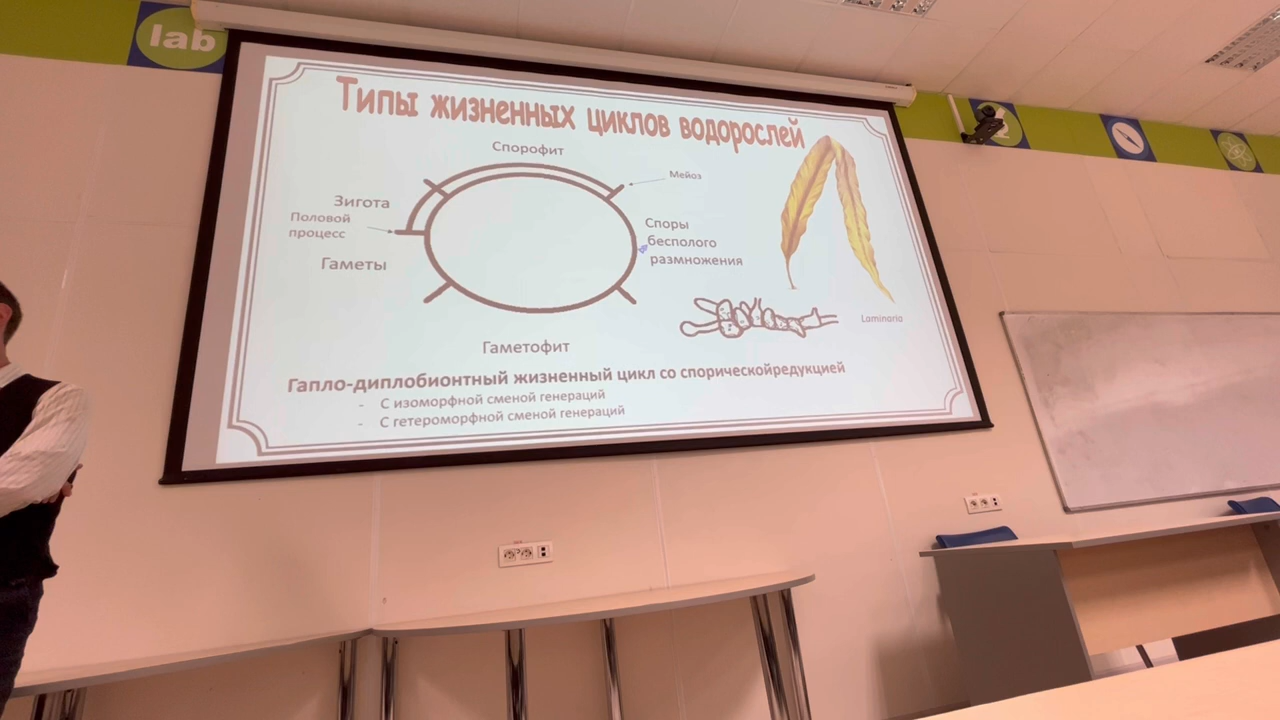 lab
Типы жизненных циклов водорослей
Спорофит
Мейоз
Зигота
Половой
процесс
Споры
бесполого
размножения
Гаметы
Laminaria
Гаметофит
Гапло-диплобионтный жизненный цикл со спорическойредукцией
- С изоморфной сменой генераций
- С гетероморфной сменой генераций